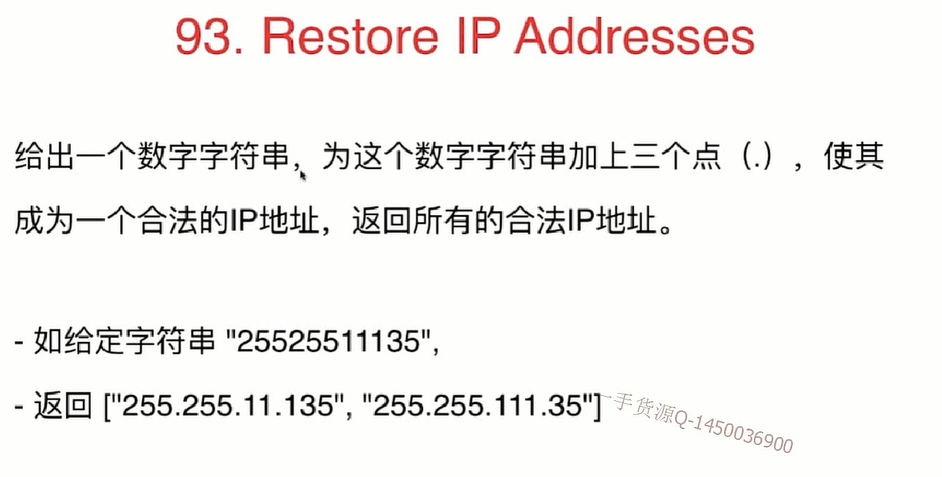 93. Restore IP Addresses
给出一个数字字符串，为这个数字字符串加上三个点（.），使其
成为一个合法的IP地址，返回所有的合法IP地址。
- 如给定字符串 "25525511135",
- 返回 ["255.255.11.135", "255.255.111.35"]
一手货源Q-1450036900